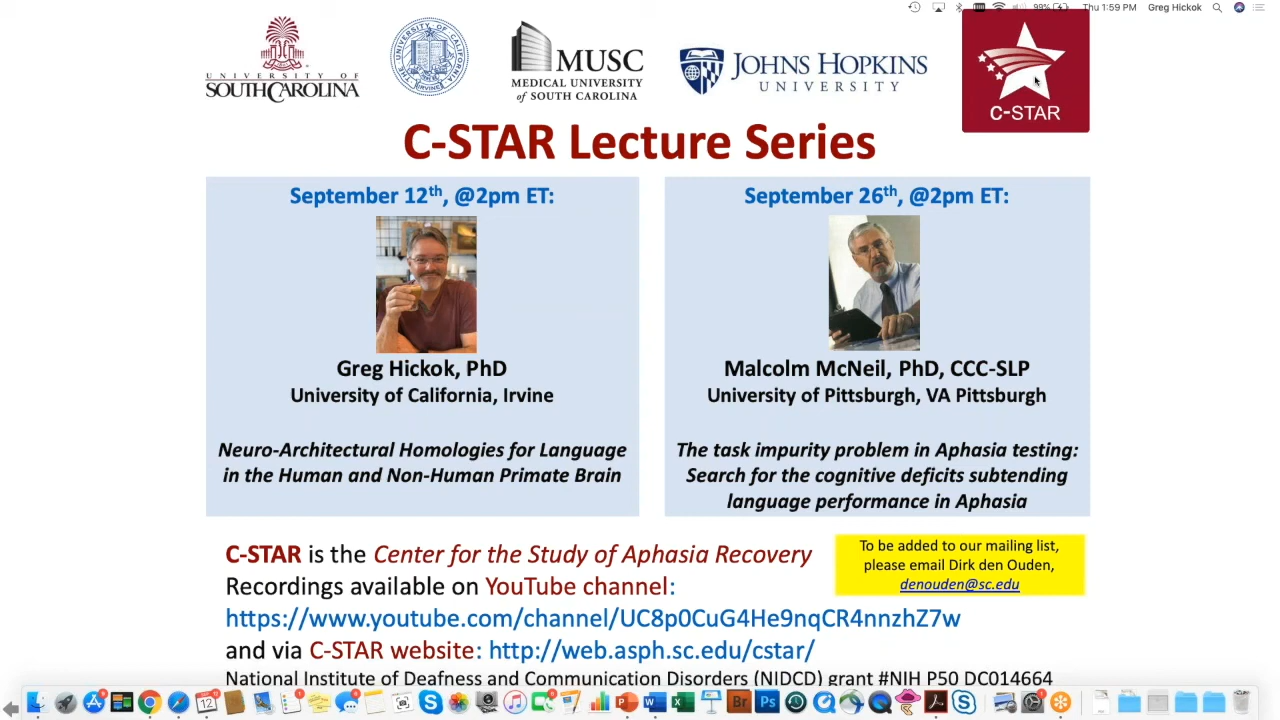 99%
Thu 1:59 PM
Greg Hickok
UNIVERSITY OF
SOUTH CAROLINA
MUSC
MEDICAL UNIVERSITY
of SOUTH CAROLINA
JOHNS HOPKINS
UNIVERSITY
C-STAR
C-STAR Lecture Series
September 12th, @2pm ET:
Greg Hickok, PhD
University of California, Irvine
Neuro-Architectural Homologies for Language
in the Human and Non-Human Primate Brain
September 26th, @2pm ET:
Malcolm McNeil, PhD, CCC-SLP
University of Pittsburgh, VA Pittsburgh
The task impurity problem in Aphasia testing:
Search for the cognitive deficits subtending
language performance in Aphasia
C-STAR is the Center for the Study of Aphasia Recovery
Recordings available on YouTube channel:
https://www.youtube.com/channel/UC8p0CuG4He9nqCR4nnzhZ7w
and via C-STAR website: http://web.asph.sc.edu/cstar/
National Institute of Deafness and Communication Disorders (NIDCD) grant #NIH P50 DC014664
To be added to our mailing list,
please email Dirk den Ouden,
denouden@sc.edu
12
Br
Ps